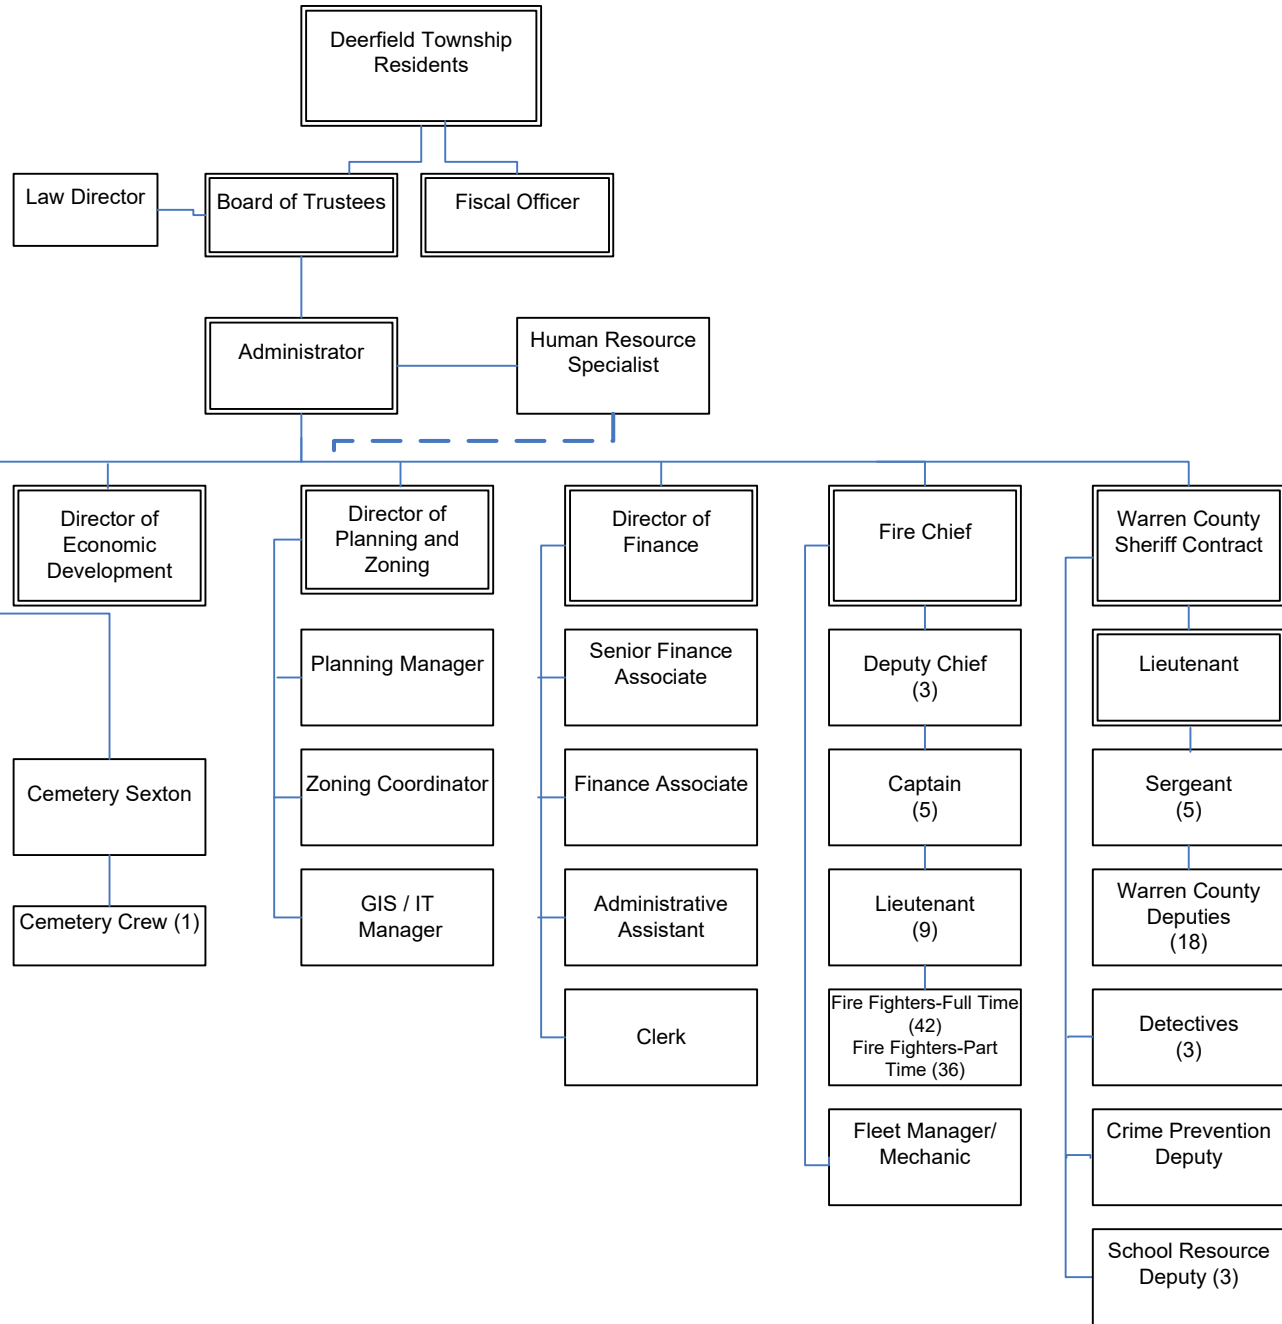 Deerfield Township
Residents
Law Director
Board of Trustees
Fiscal Officer
Administrator
Human Resource
Specialist
Director of
Economic
Development
Director of
Planning and
Zoning
Director of
Finance
Fire Chief
Warren County
Sheriff Contract
Planning Manager
Senior Finance
Associate
Deputy Chief
(3)
Lieutenant
Cemetery Sexton
Zoning Coordinator
Finance Associate
Captain
(5)
Sergeant
(5)
Cemetery Crew (1)
GIS / IT
Manager
Administrative
Assistant
Lieutenant
(9)
Warren County
Deputies
(18)
Clerk
Fire Fighters-Full Time
(42)
Fire Fighters-Part
Time (36)
Detectives
(3)
Fleet Manager/
Mechanic
Crime Prevention
Deputy
School Resource
Deputy (3)